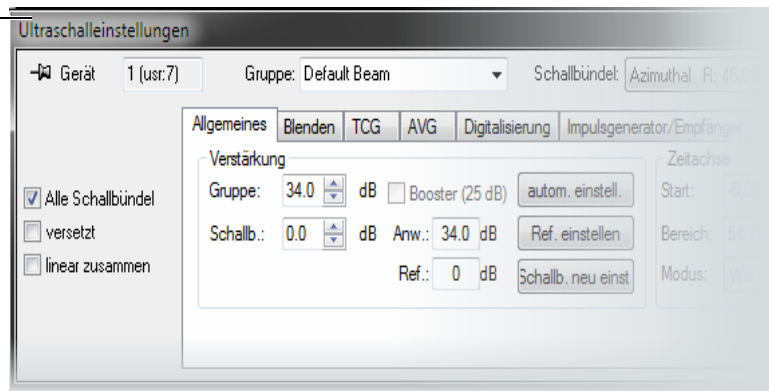 Ultraschalleinstellungen
Gerät 1 (usr:7) Gruppe: Default Beam Schallbündel: Azimuthal R: 45.0
Allgemeines Blenden TCG AVG Digitalisierung Impulsgenerator/Empfänger
Verstärkung Zeitachse
Alle Schallbündel Gruppe: 34.0 dB Booster (25 dB) autom. einstell. Start:
versetzt Schallb.: 0.0 dB Anw.: 34.0 dB Ref. einstellen Bereich:
linear zusammen Ref.: 0 dB Schallb. neu einst Modus: